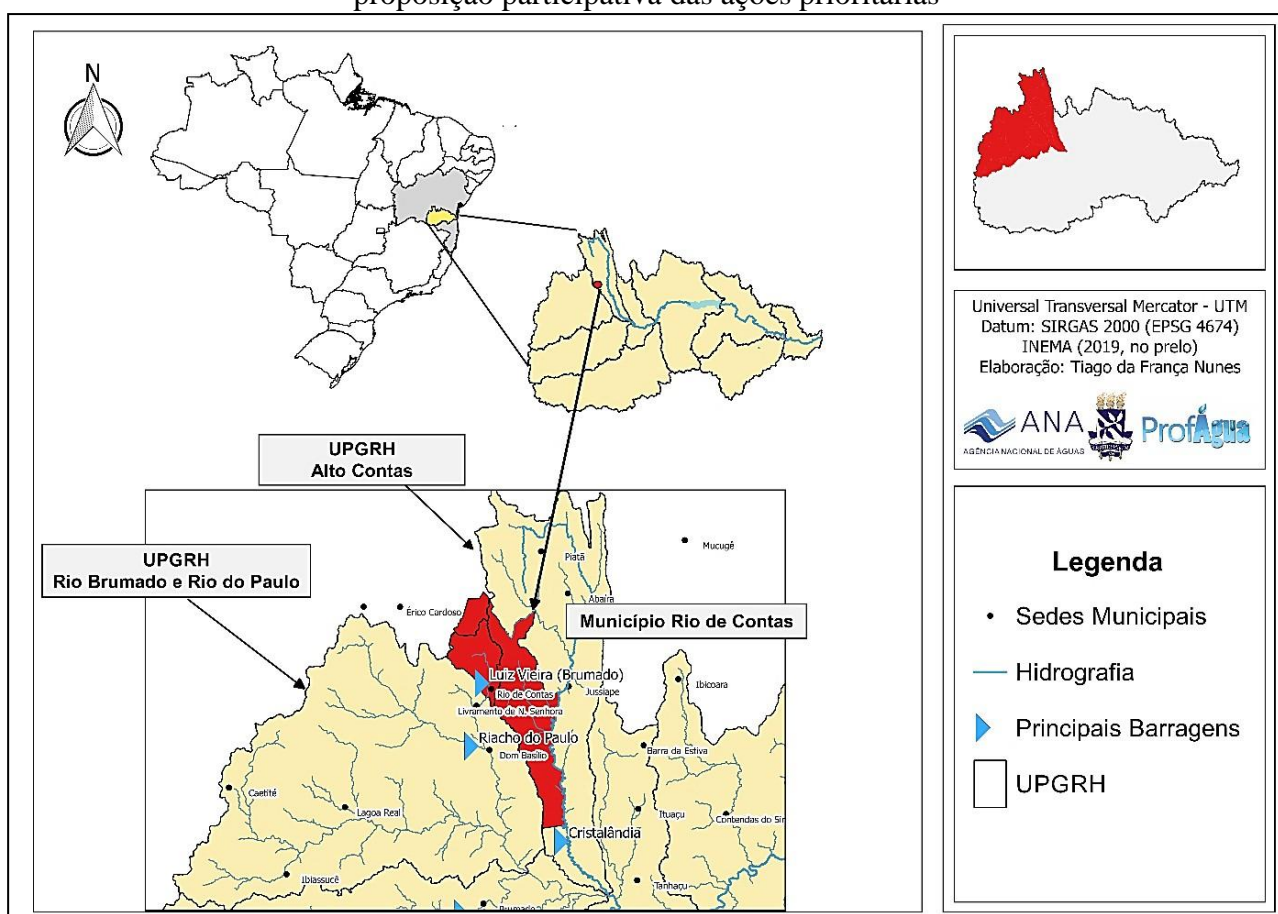 proposição participativa das ações prioritárias
N
UPGRH
Alto Contas
UPGRH
Rio Brumado e Rio do Paulo
Município Rio de Contas
Piatã
Mucugê
Abaíra
Érico Cardoso
Luiz Vieira (Brumado)
Rio de Contas
Livramento de N. Senhora
Jussiape
Ibicoara
Riacho do Paulo
Dom Basílio
Barra da Estiva
Caetité
Lagoa Real
Ituaçu
Contendas do Sin
Cristalândia
Ibiassucê
Tanhaçu
Brumado
Universal Transversal Mercator - UTM
Datum: SIRGAS 2000 (EPSG 4674)
INEMA (2019, no prelo)
Elaboração: Tiago da França Nunes
ANA
AGÊNCIA NACIONAL DE ÁGUAS
ProfÁgua
Legenda
Sedes Municipais
Hidrografia
Principais Barragens
UPGRH